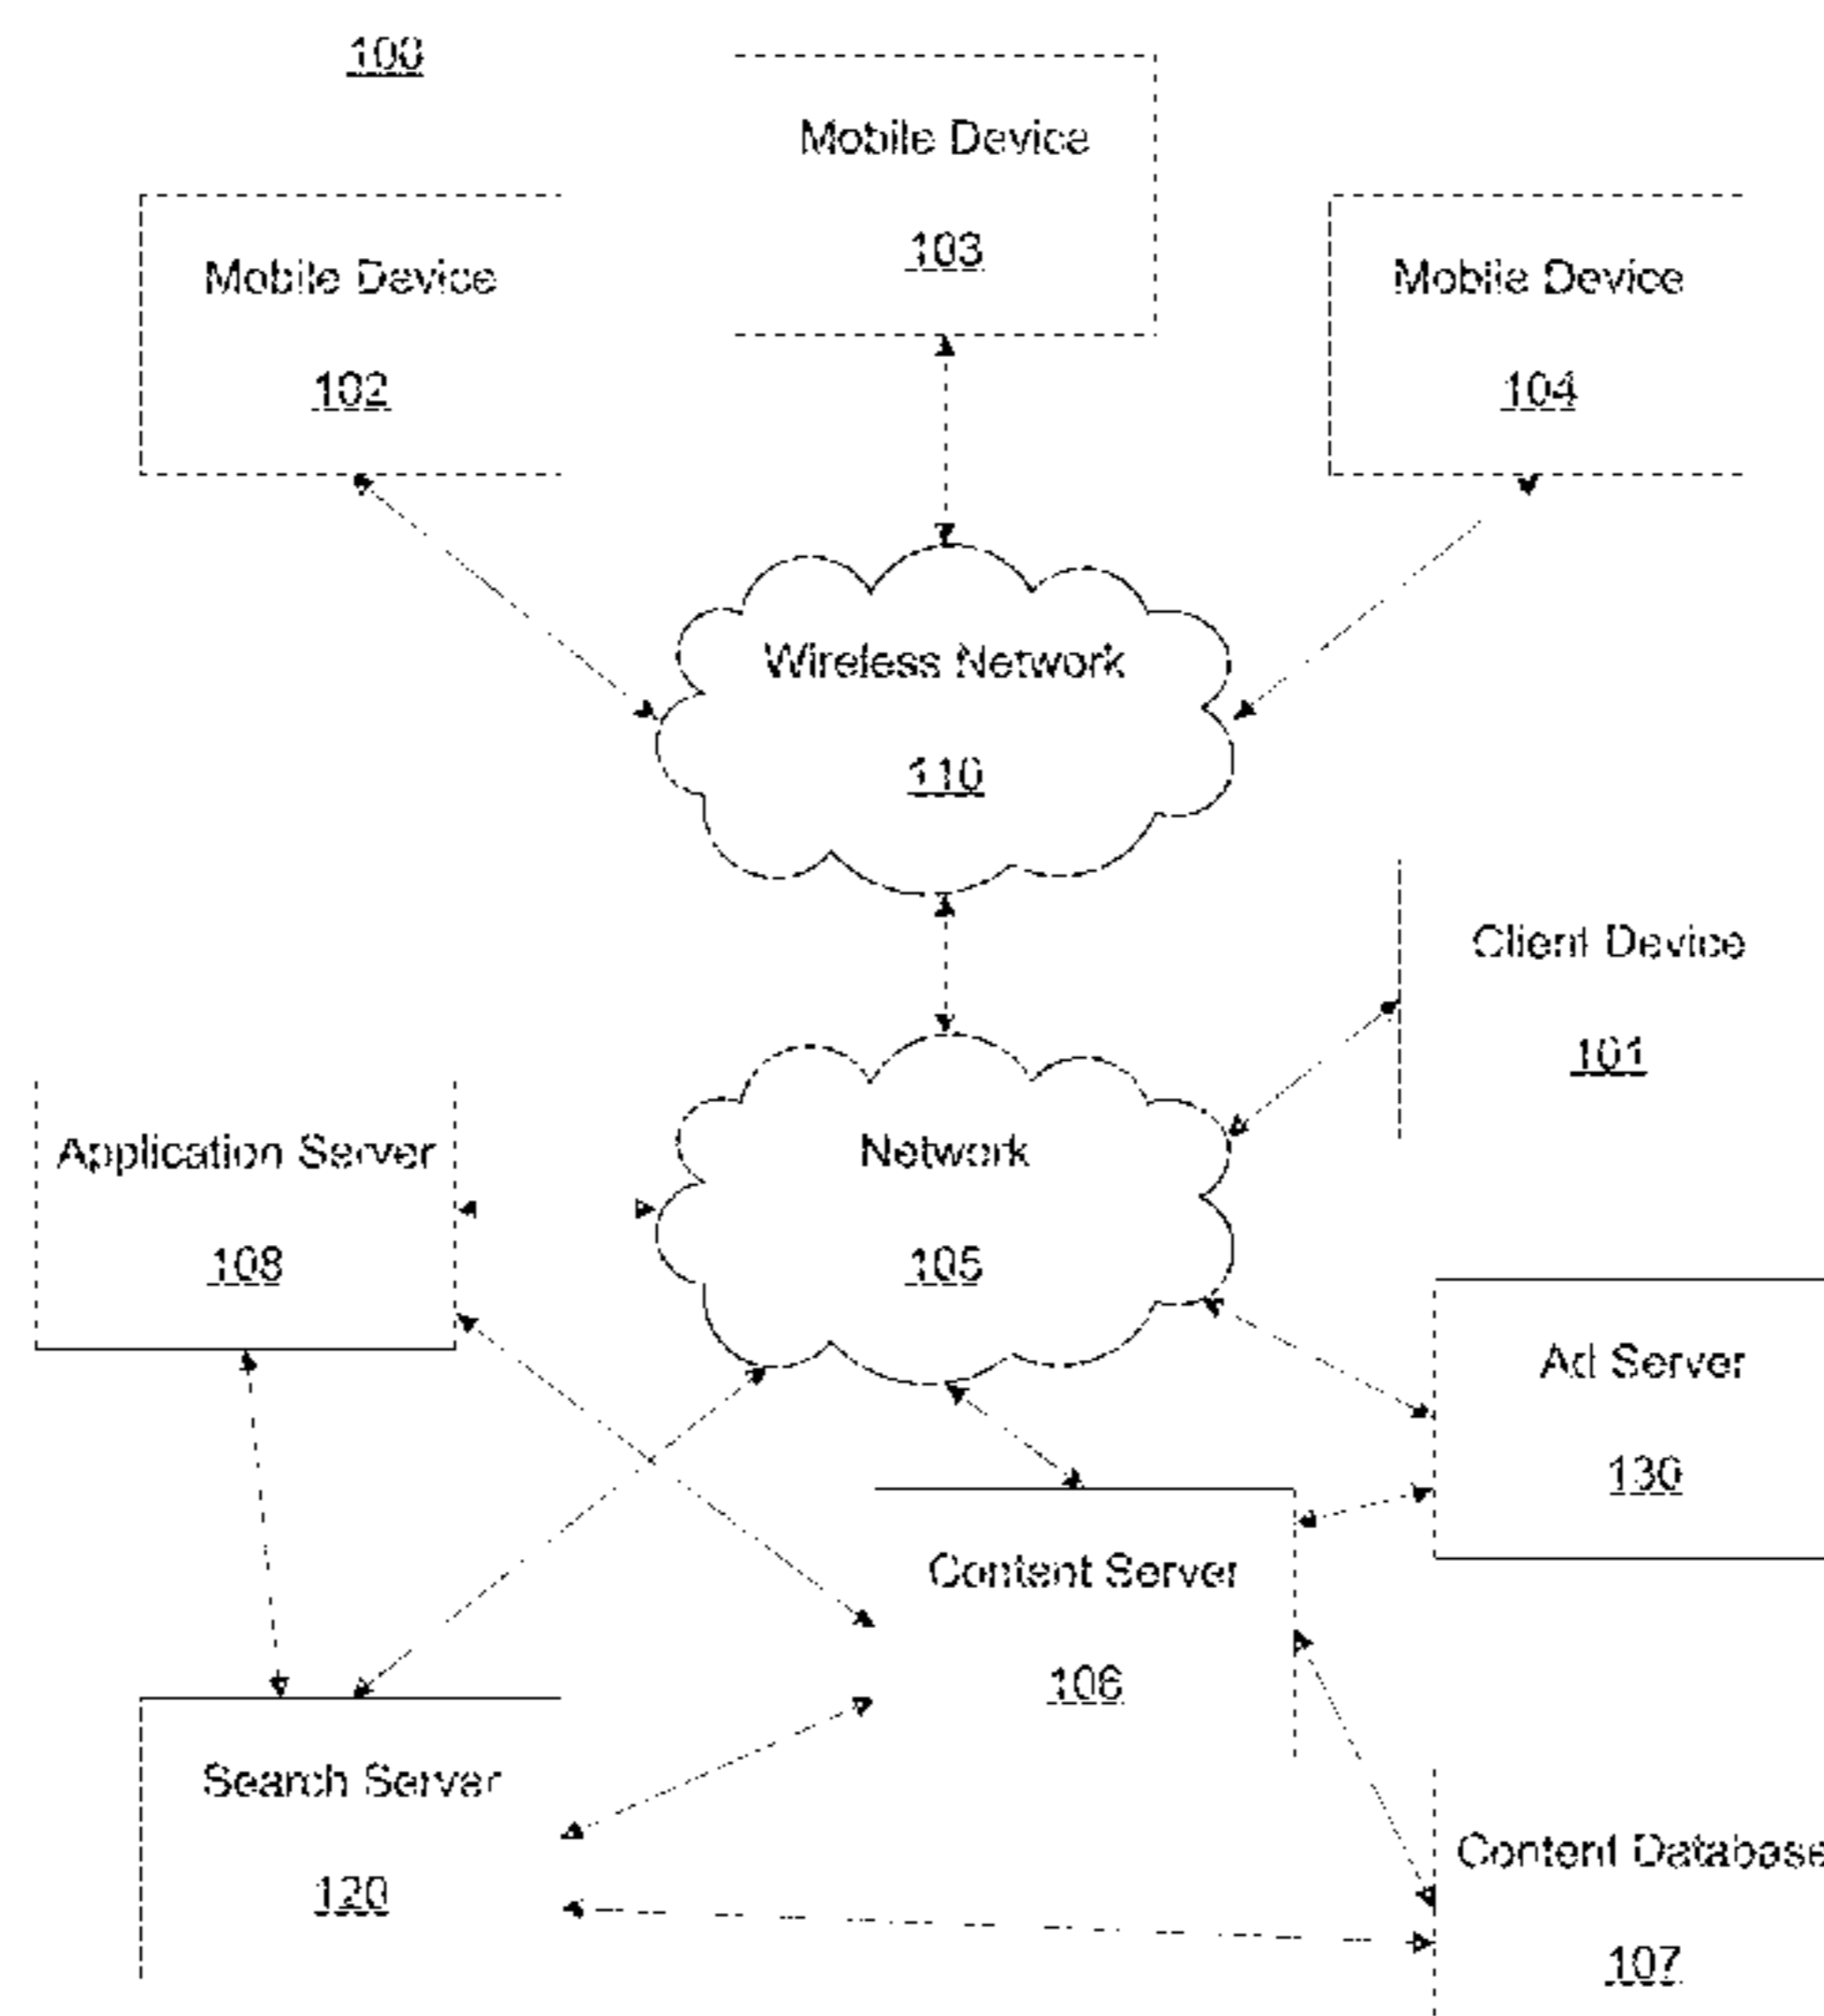 100
Mobile Device
103
Mobile Device
102
Mobile Device
104
Wireless Network
110
Client Device
101
Application Server
108
Network
105
Ad Server
130
Content Server
106
Search Server
120
Content Database
107